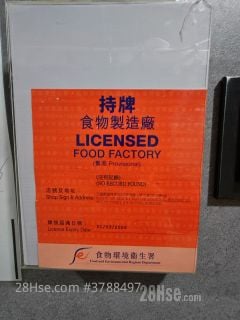 持牌
食物製造廠
LICENSED
FOOD FACTORY
(暫准 Provisional)
(沒有記錄)
(NO RECORD FOUND)
店號及地址
Shop Sign & Address
牌照屆滿日期
Licence Expiry Date
食物環境衞生署
Food and Environmental Hygiene Department
28Hse.com #3788497
28Hse.com